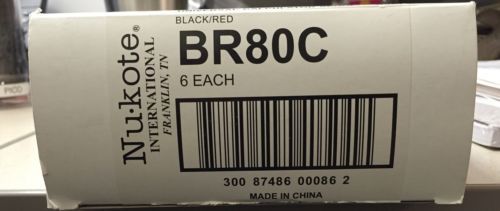 BLACK/RED
BR80C
6 EACH
Nu·kote®
INTERNATIONAL
FRANKLIN, TN
300 87486 00086 2
MADE IN CHINA